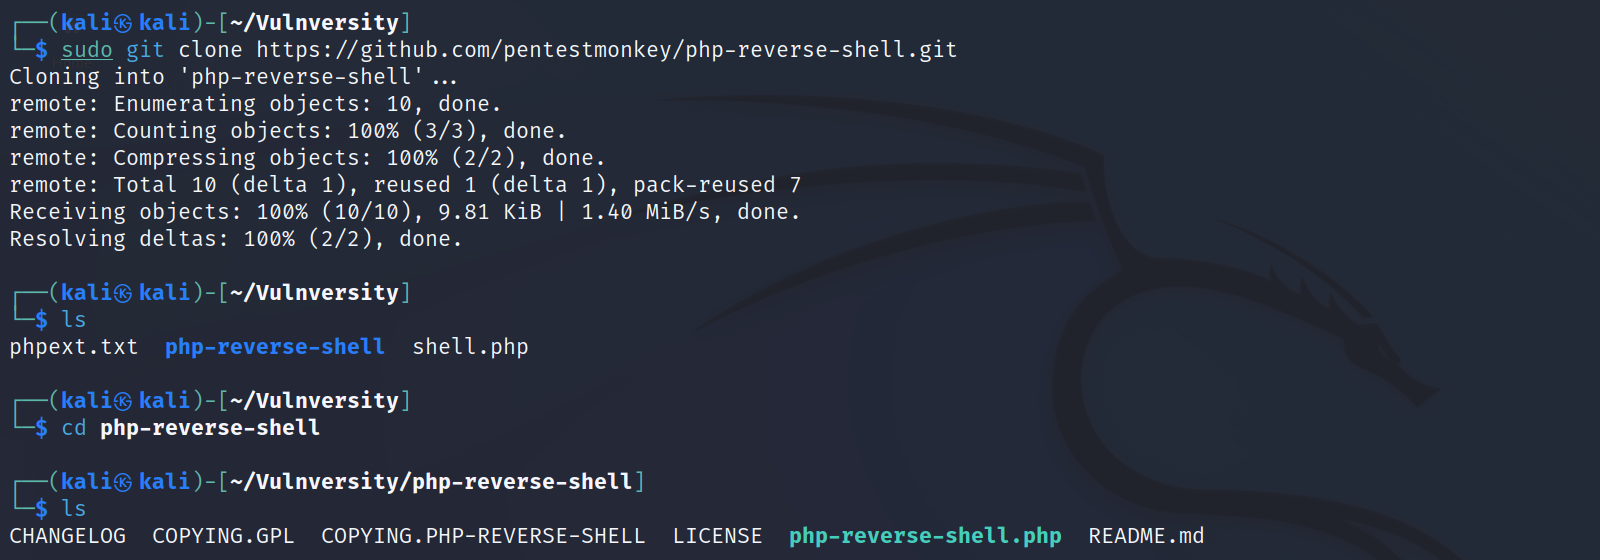 ┌──(kali㉿kali)-[~/Vulnversity]
└─$ sudo git clone https://github.com/pentestmonkey/php-reverse-shell.git
Cloning into 'php-reverse-shell'...
remote: Enumerating objects: 10, done.
remote: Counting objects: 100% (3/3), done.
remote: Compressing objects: 100% (2/2), done.
remote: Total 10 (delta 1), reused 1 (delta 1), pack-reused 7
Receiving objects: 100% (10/10), 9.81 KiB | 1.40 MiB/s, done.
Resolving deltas: 100% (2/2), done.
┌──(kali㉿kali)-[~/Vulnversity]
└─$ ls
phpext.txt  php-reverse-shell  shell.php
┌──(kali㉿kali)-[~/Vulnversity]
└─$ cd php-reverse-shell
┌──(kali㉿kali)-[~/Vulnversity/php-reverse-shell]
└─$ ls
CHANGELOG  COPYING.GPL  COPYING.PHP-REVERSE-SHELL  LICENSE  php-reverse-shell.php  README.md